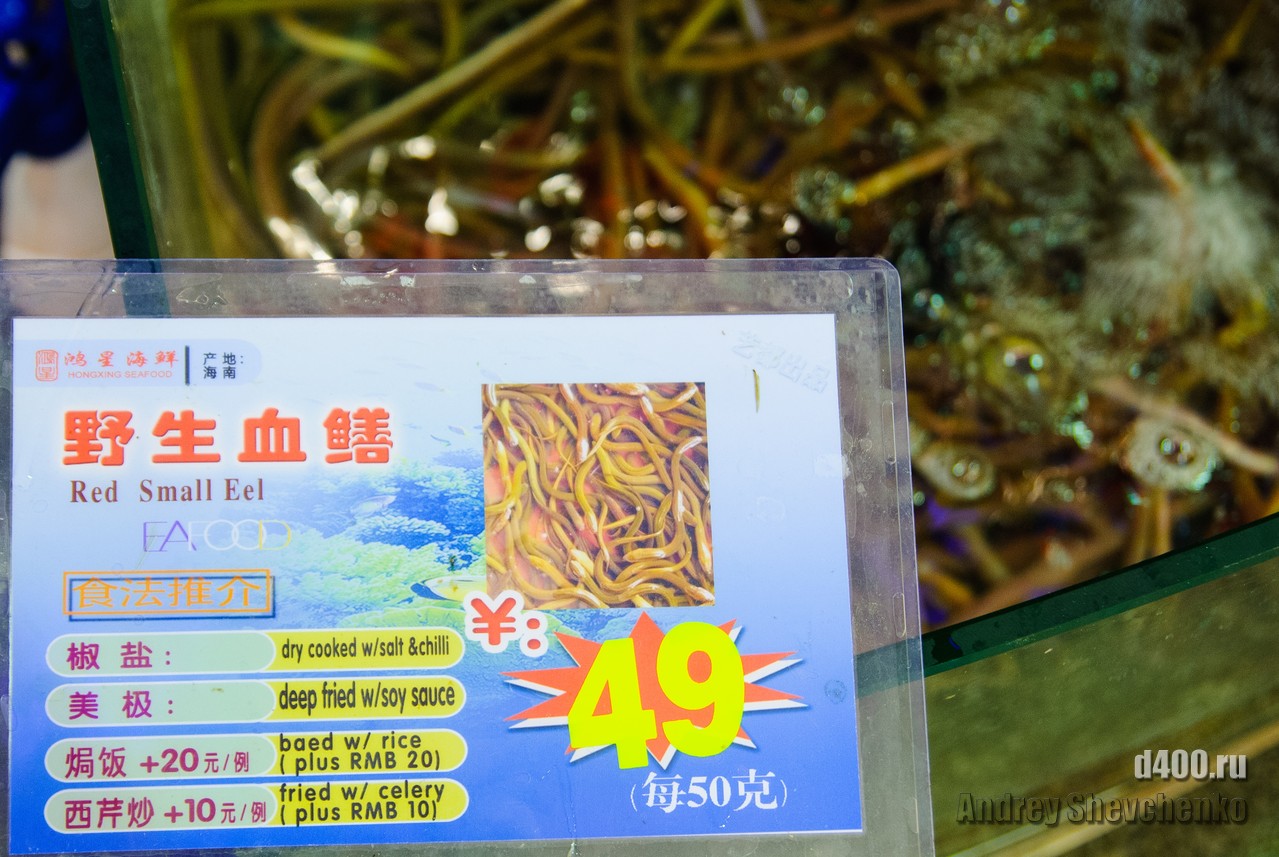 鴻星海鲜
HONGXING SEAFOOD
产地:
海南
野生血鳝
Red Small Eel
EAFOOD
食法推介
椒盐: dry cooked w/salt &chilli
美极: deep fried w/soy sauce
焗饭 +20元/例 baed w/ rice
( plus RMB 20)
西芹炒 +10元/例 fried w/ celery
( plus RMB 10)
¥: 49
(每50克)
d400.ru
Andrey Shevchenko